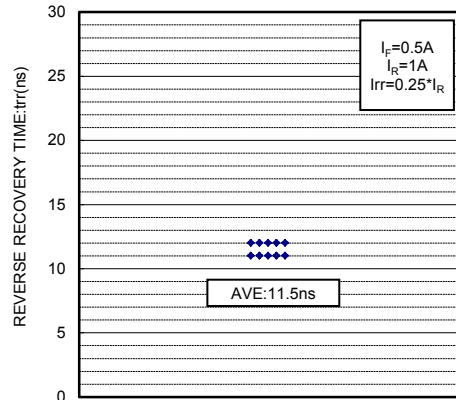 REVERSE RECOVERY TIME:trr(ns)
30
25
20
15
10
5
0
I_F=0.5A
I_R=1A
Irr=0.25*I_R
AVE:11.5ns